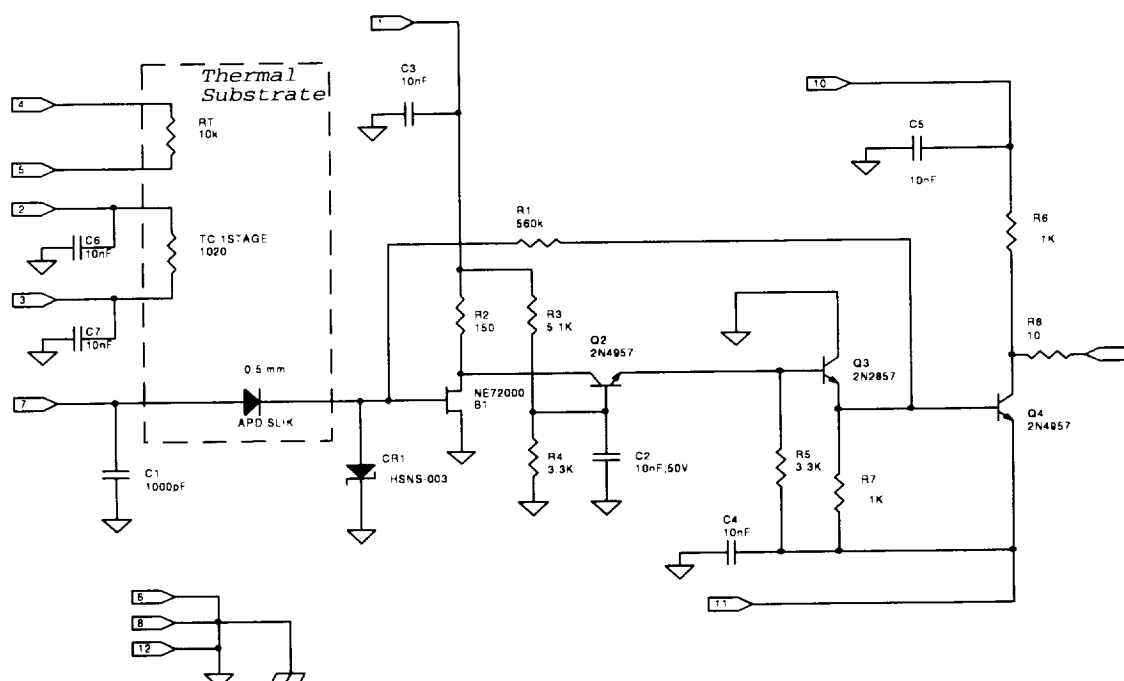 1
Thermal
Substrate
C3
10nF
10
4
RT
10k
C5
10nF
5
2
R1
560k
R6
1K
C6
10nF
TC 1STAGE
1020
3
C7
10nF
R2
150
R3
5.1K
Q2
2N4957
Q3
2N2857
R8
10
0.5 mm
7
APD SLIK
NE72000
B1
Q4
2N4957
C1
1000pF
CR1
HSNS-003
R4
3.3K
C2
10nF,50V
R5
3.3K
R7
1K
C4
10nF
6
11
8
12